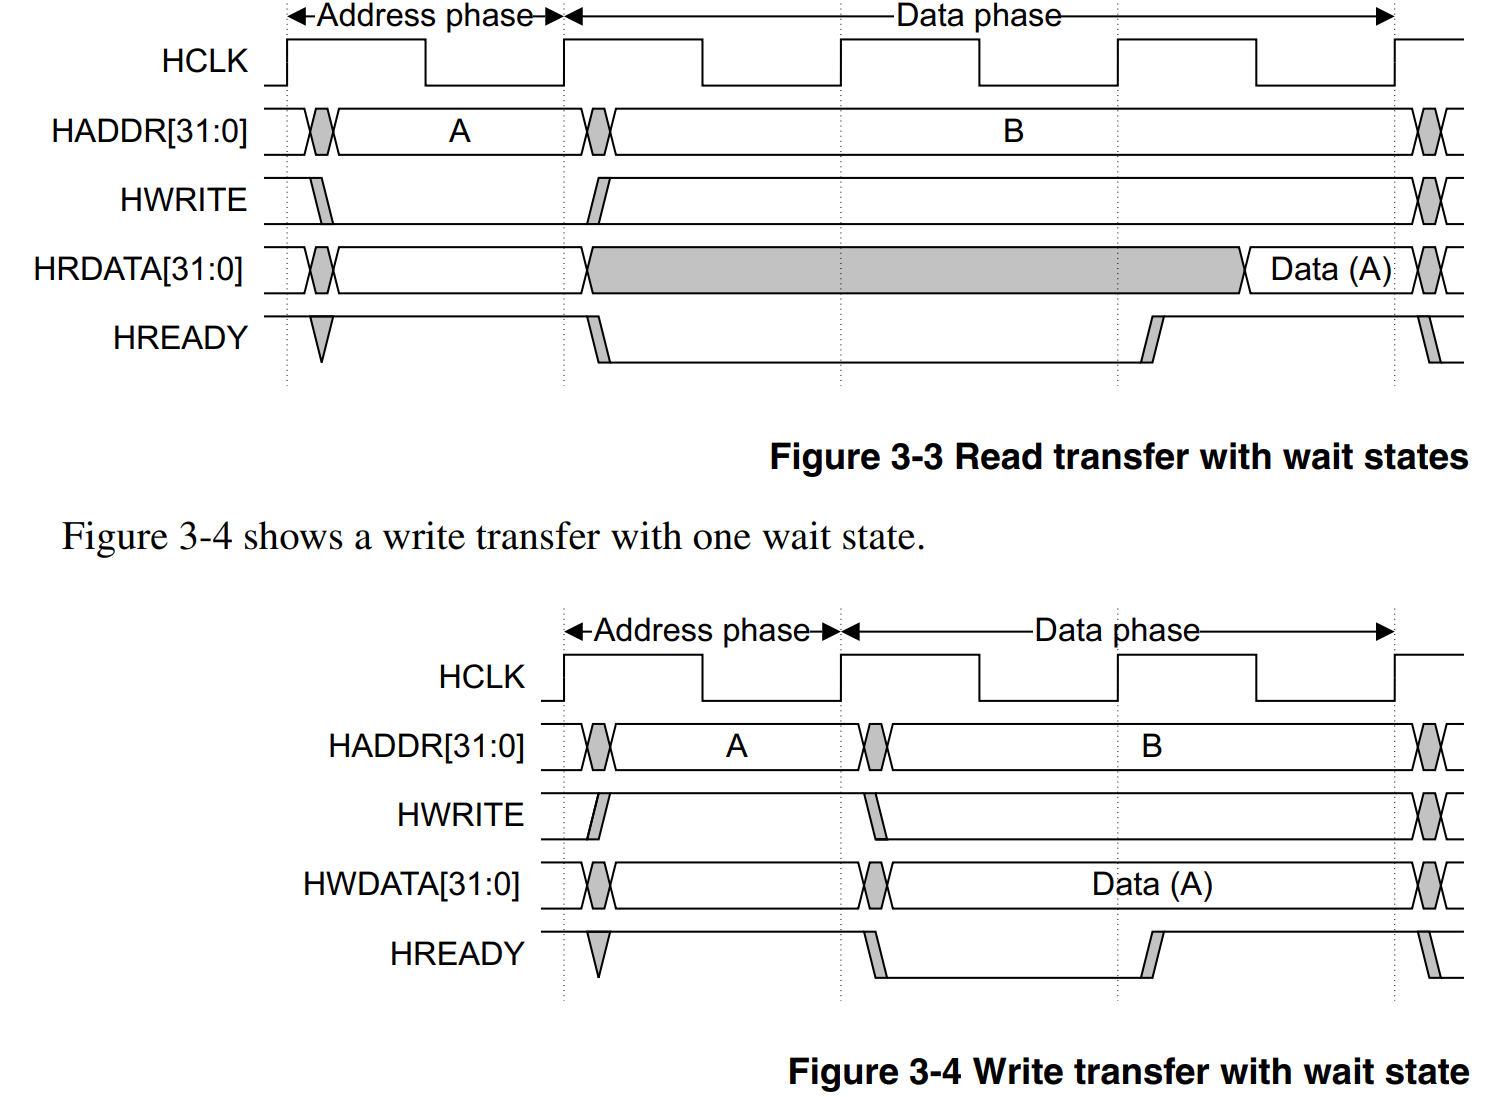 Address phase Data phase
HCLK
HADDR[31:0] A B
HWRITE
HRDATA[31:0] Data (A)
HREADY
Figure 3-3 Read transfer with wait states
Figure 3-4 shows a write transfer with one wait state.
Address phase Data phase
HCLK
HADDR[31:0] A B
HWRITE
HWDATA[31:0] Data (A)
HREADY
Figure 3-4 Write transfer with wait state